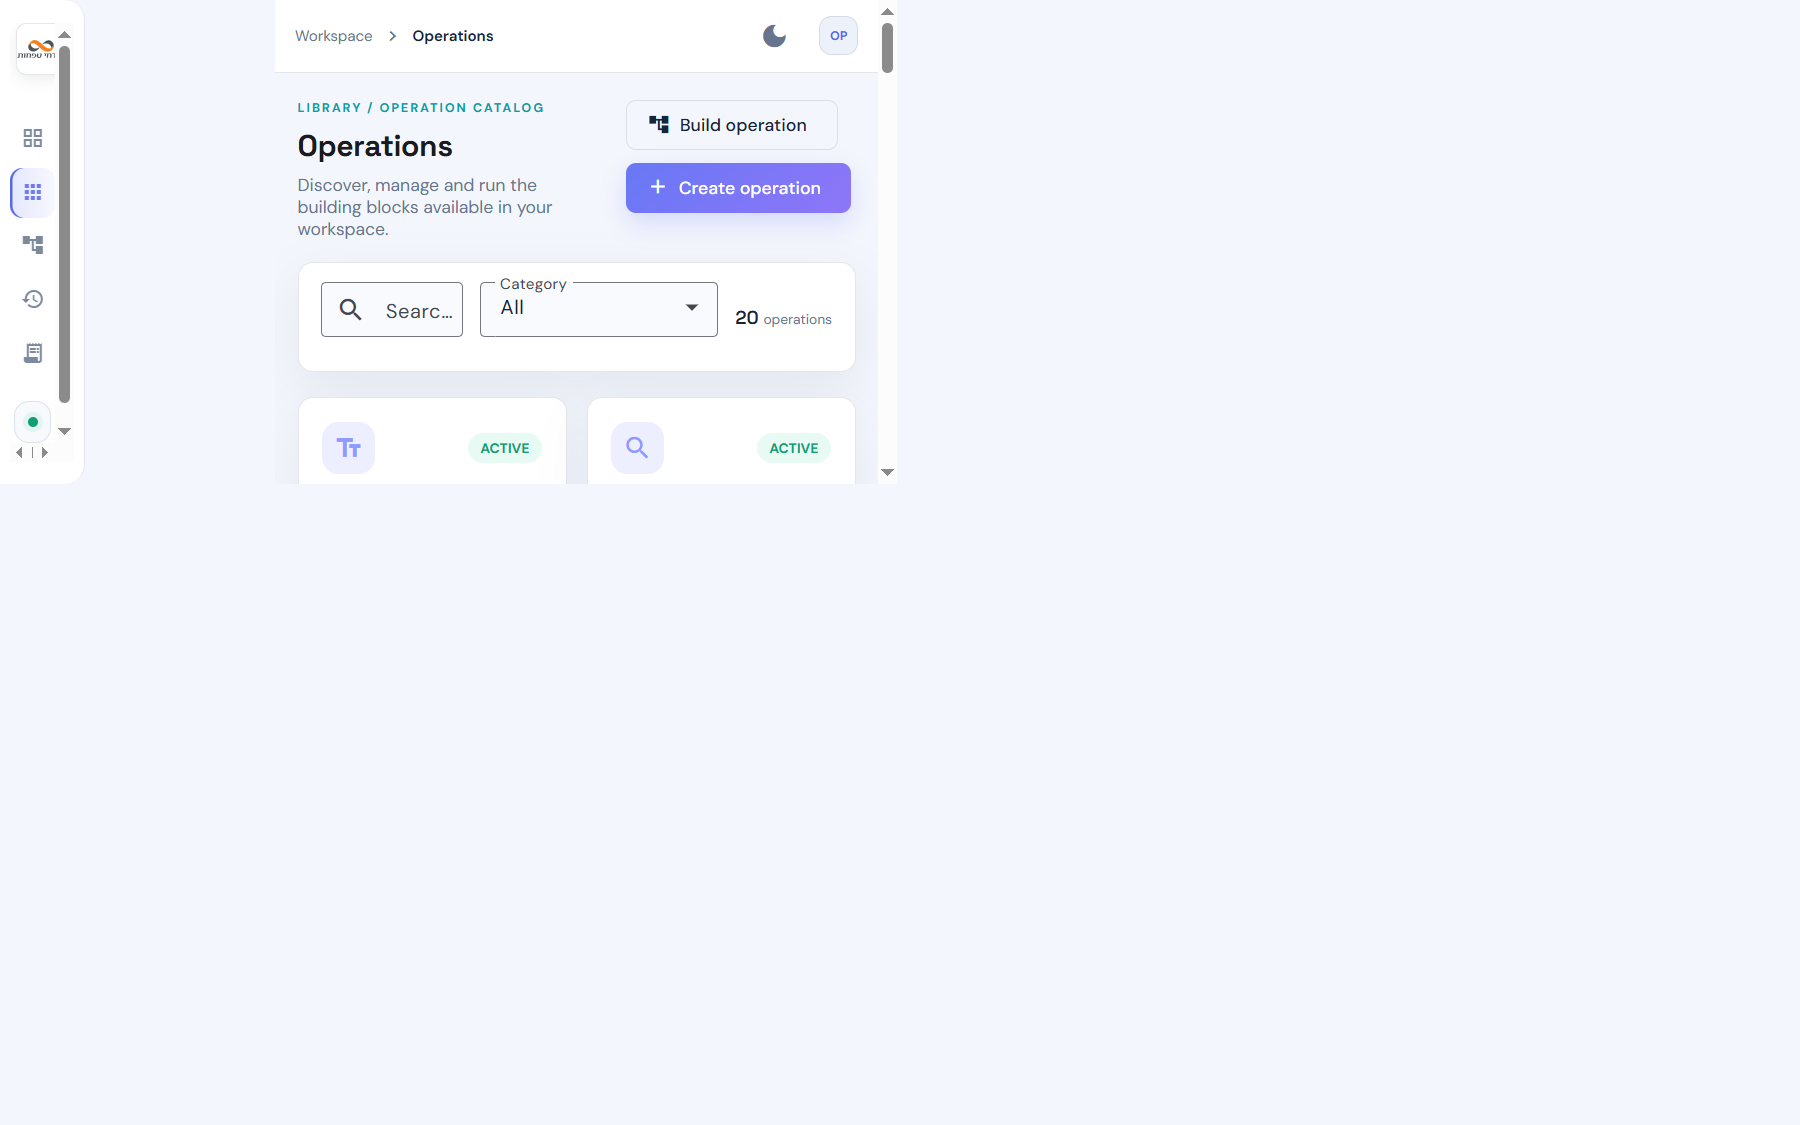 Workspace > Operations
OP
LIBRARY / OPERATION CATALOG
Operations
Discover, manage and run the
building blocks available in your
workspace.
Build operation
+ Create operation
Searc...
Category
All
20 operations
ACTIVE
ACTIVE